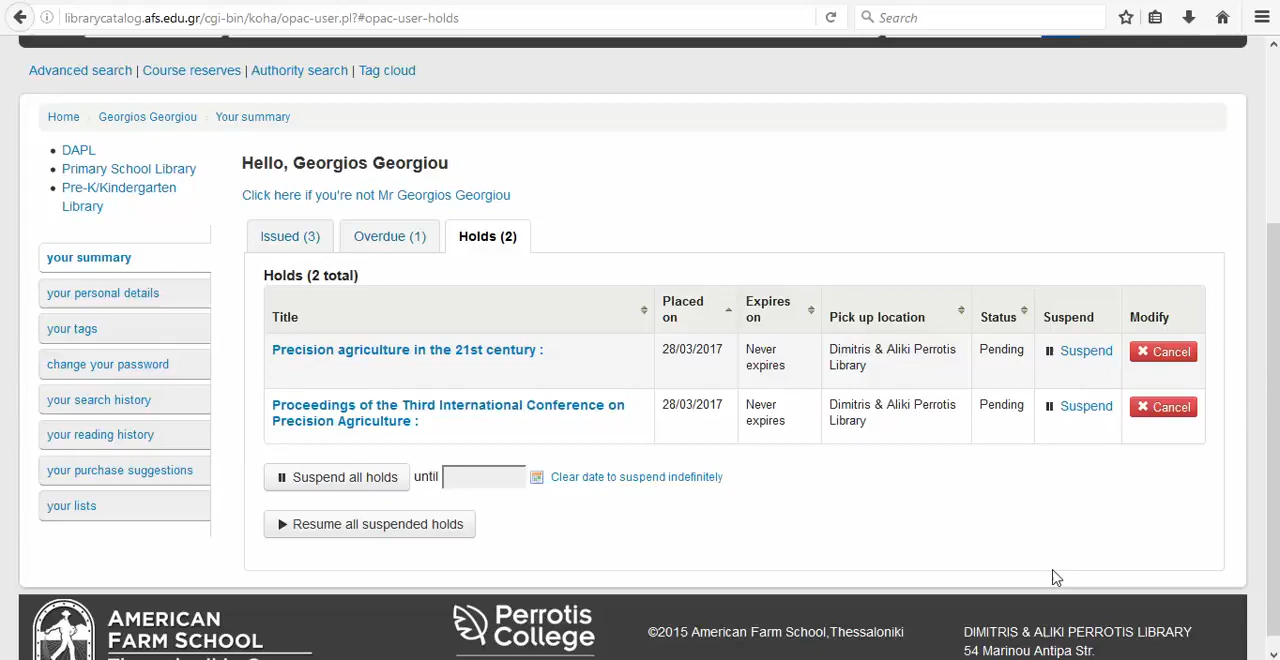 librarycatalog.afs.edu.gr/cgi-bin/koha/opac-user.pl?#opac-user-holds
Search
Advanced search | Course reserves | Authority search | Tag cloud
Home Georgios Georgiou Your summary
DAPL
Primary School Library
Pre-K/Kindergarten
Library
your summary
your personal details
your tags
change your password
your search history
your reading history
your purchase suggestions
your lists
Hello, Georgios Georgiou
Click here if you're not Mr Georgios Georgiou
Issued (3) Overdue (1) Holds (2)
Holds (2 total)
Title Placed on Expires on Pick up location Status Suspend Modify
Precision agriculture in the 21st century : 28/03/2017 Never expires Dimitris & Aliki Perrotis Library Pending Suspend Cancel
Proceedings of the Third International Conference on Precision Agriculture : 28/03/2017 Never expires Dimitris & Aliki Perrotis Library Pending Suspend Cancel
Suspend all holds until Clear date to suspend indefinitely
Resume all suspended holds
AMERICAN
FARM SCHOOL
Perrotis
College
©2015 American Farm School,Thessaloniki
DIMITRIS & ALIKI PERROTIS LIBRARY
54 Marinou Antipa Str.